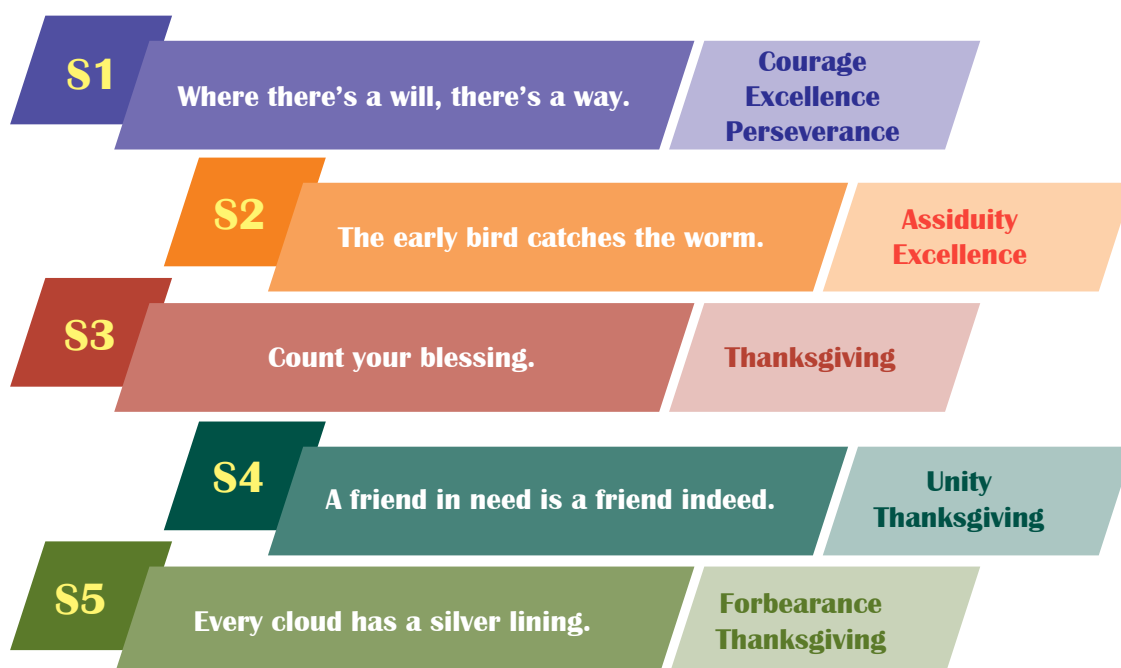 S1
Where there’s a will, there’s a way.
Courage
Excellence
Perseverance
S2
The early bird catches the worm.
Assiduity
Excellence
S3
Count your blessing.
Thanksgiving
S4
A friend in need is a friend indeed.
Unity
Thanksgiving
S5
Every cloud has a silver lining.
Forbearance
Thanksgiving